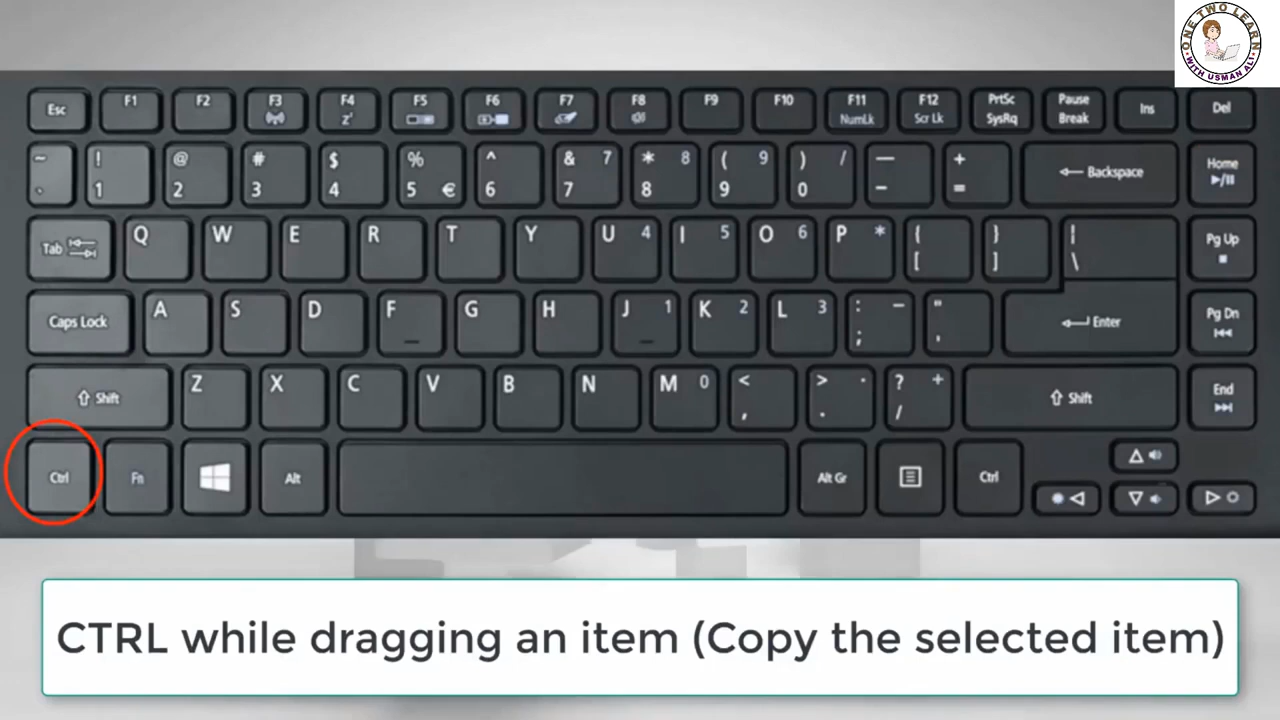 ONE TWO LEARN
WITH USMAN ALI
Esc F1 F2 F3 F4 F5 F6 F7 F8 F9 F10 F11 F12 PrtSc Pause Ins Del
z² NumLk Scr Lk SysRq Break
~ ! @ # $ % ^ & 7 * 8 ( 9 ) / — + Backspace Home
` 1 2 3 4 5 € 6 7 8 9 0 - =
Tab Q W E R T Y U 4 I 5 O 6 P * { } | Pg Up
[ ] \
Caps Lock A S D F G H J 1 K 2 L 3 : - " Enter Pg Dn
; '
Shift Z X C V B N M 0 < > . ? + Shift End
, . /
Ctrl Fn Alt Alt Gr Ctrl
CTRL while dragging an item (Copy the selected item)